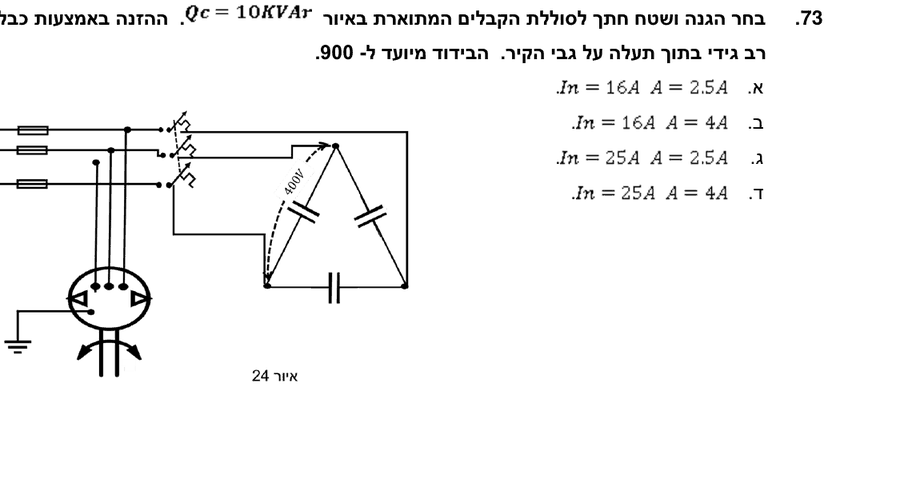 73. בחר הגנה ושטח חתך לסוללת הקבלים המתוארת באיור Qc = 10KVAr. ההזנה באמצעות
רב גידי בתוך תעלה על גבי הקיר. הבידוד מיועד ל- 900.
א. In = 16A A = 2.5A.
ב. In = 16A A = 4A.
ג. In = 25A A = 2.5A.
ד. In = 25A A = 4A.
400V
איור 24